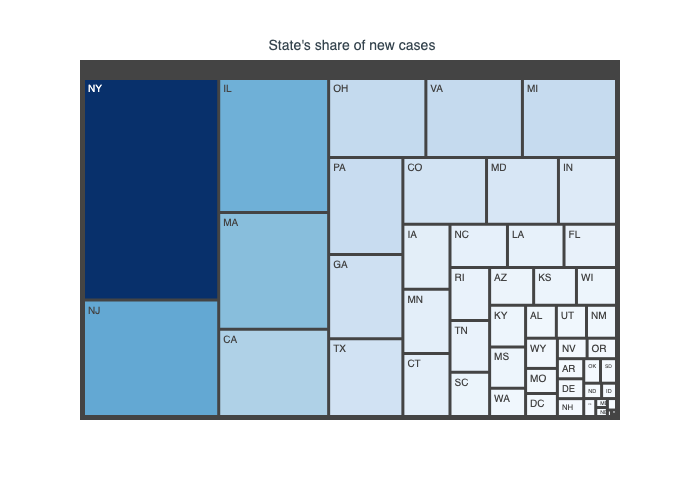 State's share of new cases
NY
IL
OH
VA
MI
PA
CO
MD
IN
MA
IA
NC
LA
FL
GA
RI
AZ
KS
WI
MN
NJ
KY
AL
UT
NM
TN
CA
TX
WY
NV
OR
MS
CT
AR
OK
SD
SC
MO
DE
ND
ID
WA
DC
NH